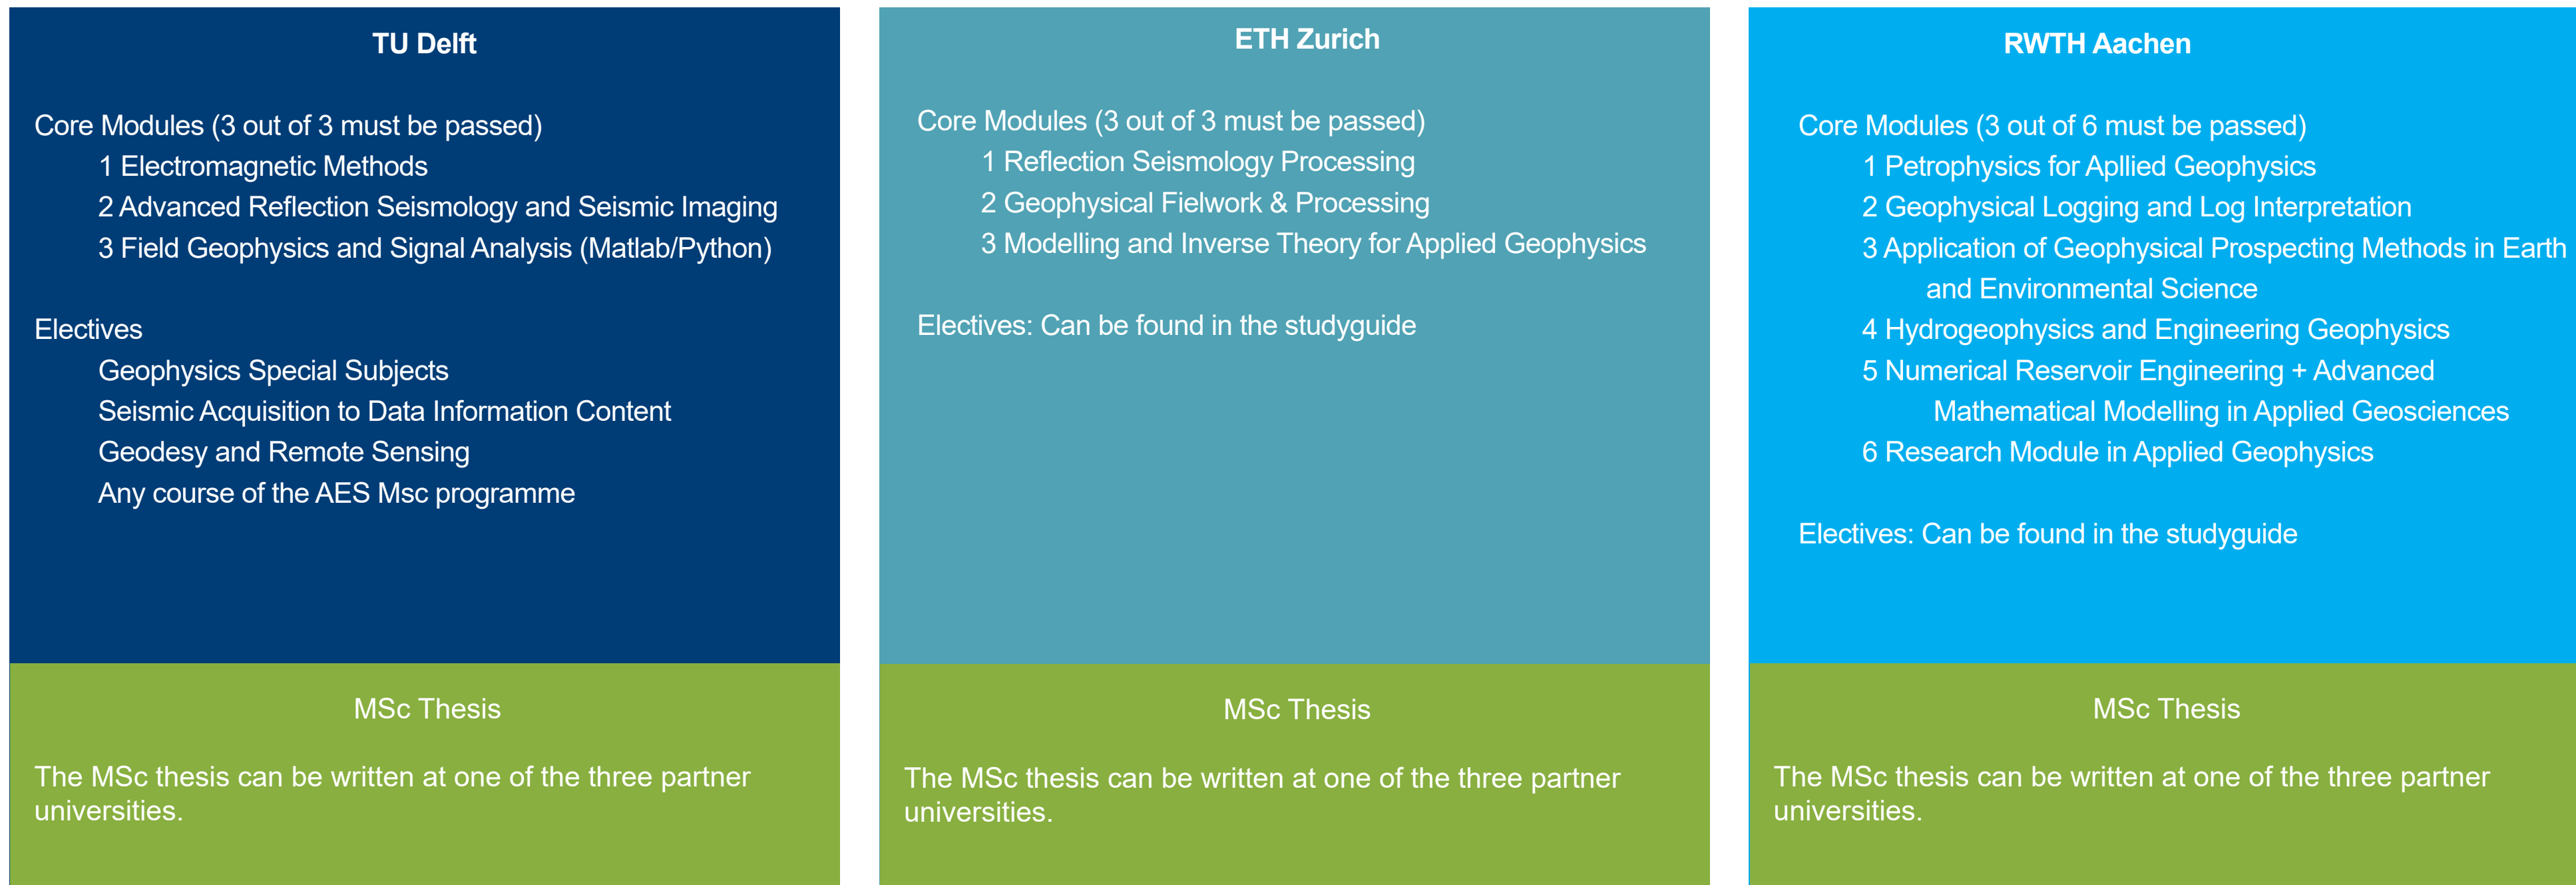 TU Delft
Core Modules (3 out of 3 must be passed)
1 Electromagnetic Methods
2 Advanced Reflection Seismology and Seismic Imaging
3 Field Geophysics and Signal Analysis (Matlab/Python)
Electives
Geophysics Special Subjects
Seismic Acquisition to Data Information Content
Geodesy and Remote Sensing
Any course of the AES Msc programme
MSc Thesis
The MSc thesis can be written at one of the three partner
universities.
ETH Zurich
Core Modules (3 out of 3 must be passed)
1 Reflection Seismology Processing
2 Geophysical Fielwork & Processing
3 Modelling and Inverse Theory for Applied Geophysics
Electives: Can be found in the studyguide
MSc Thesis
The MSc thesis can be written at one of the three partner
universities.
RWTH Aachen
Core Modules (3 out of 6 must be passed)
1 Petrophysics for Apllied Geophysics
2 Geophysical Logging and Log Interpretation
3 Application of Geophysical Prospecting Methods in Earth
and Environmental Science
4 Hydrogeophysics and Engineering Geophysics
5 Numerical Reservoir Engineering + Advanced
Mathematical Modelling in Applied Geosciences
6 Research Module in Applied Geophysics
Electives: Can be found in the studyguide
MSc Thesis
The MSc thesis can be written at one of the three partner
universities.